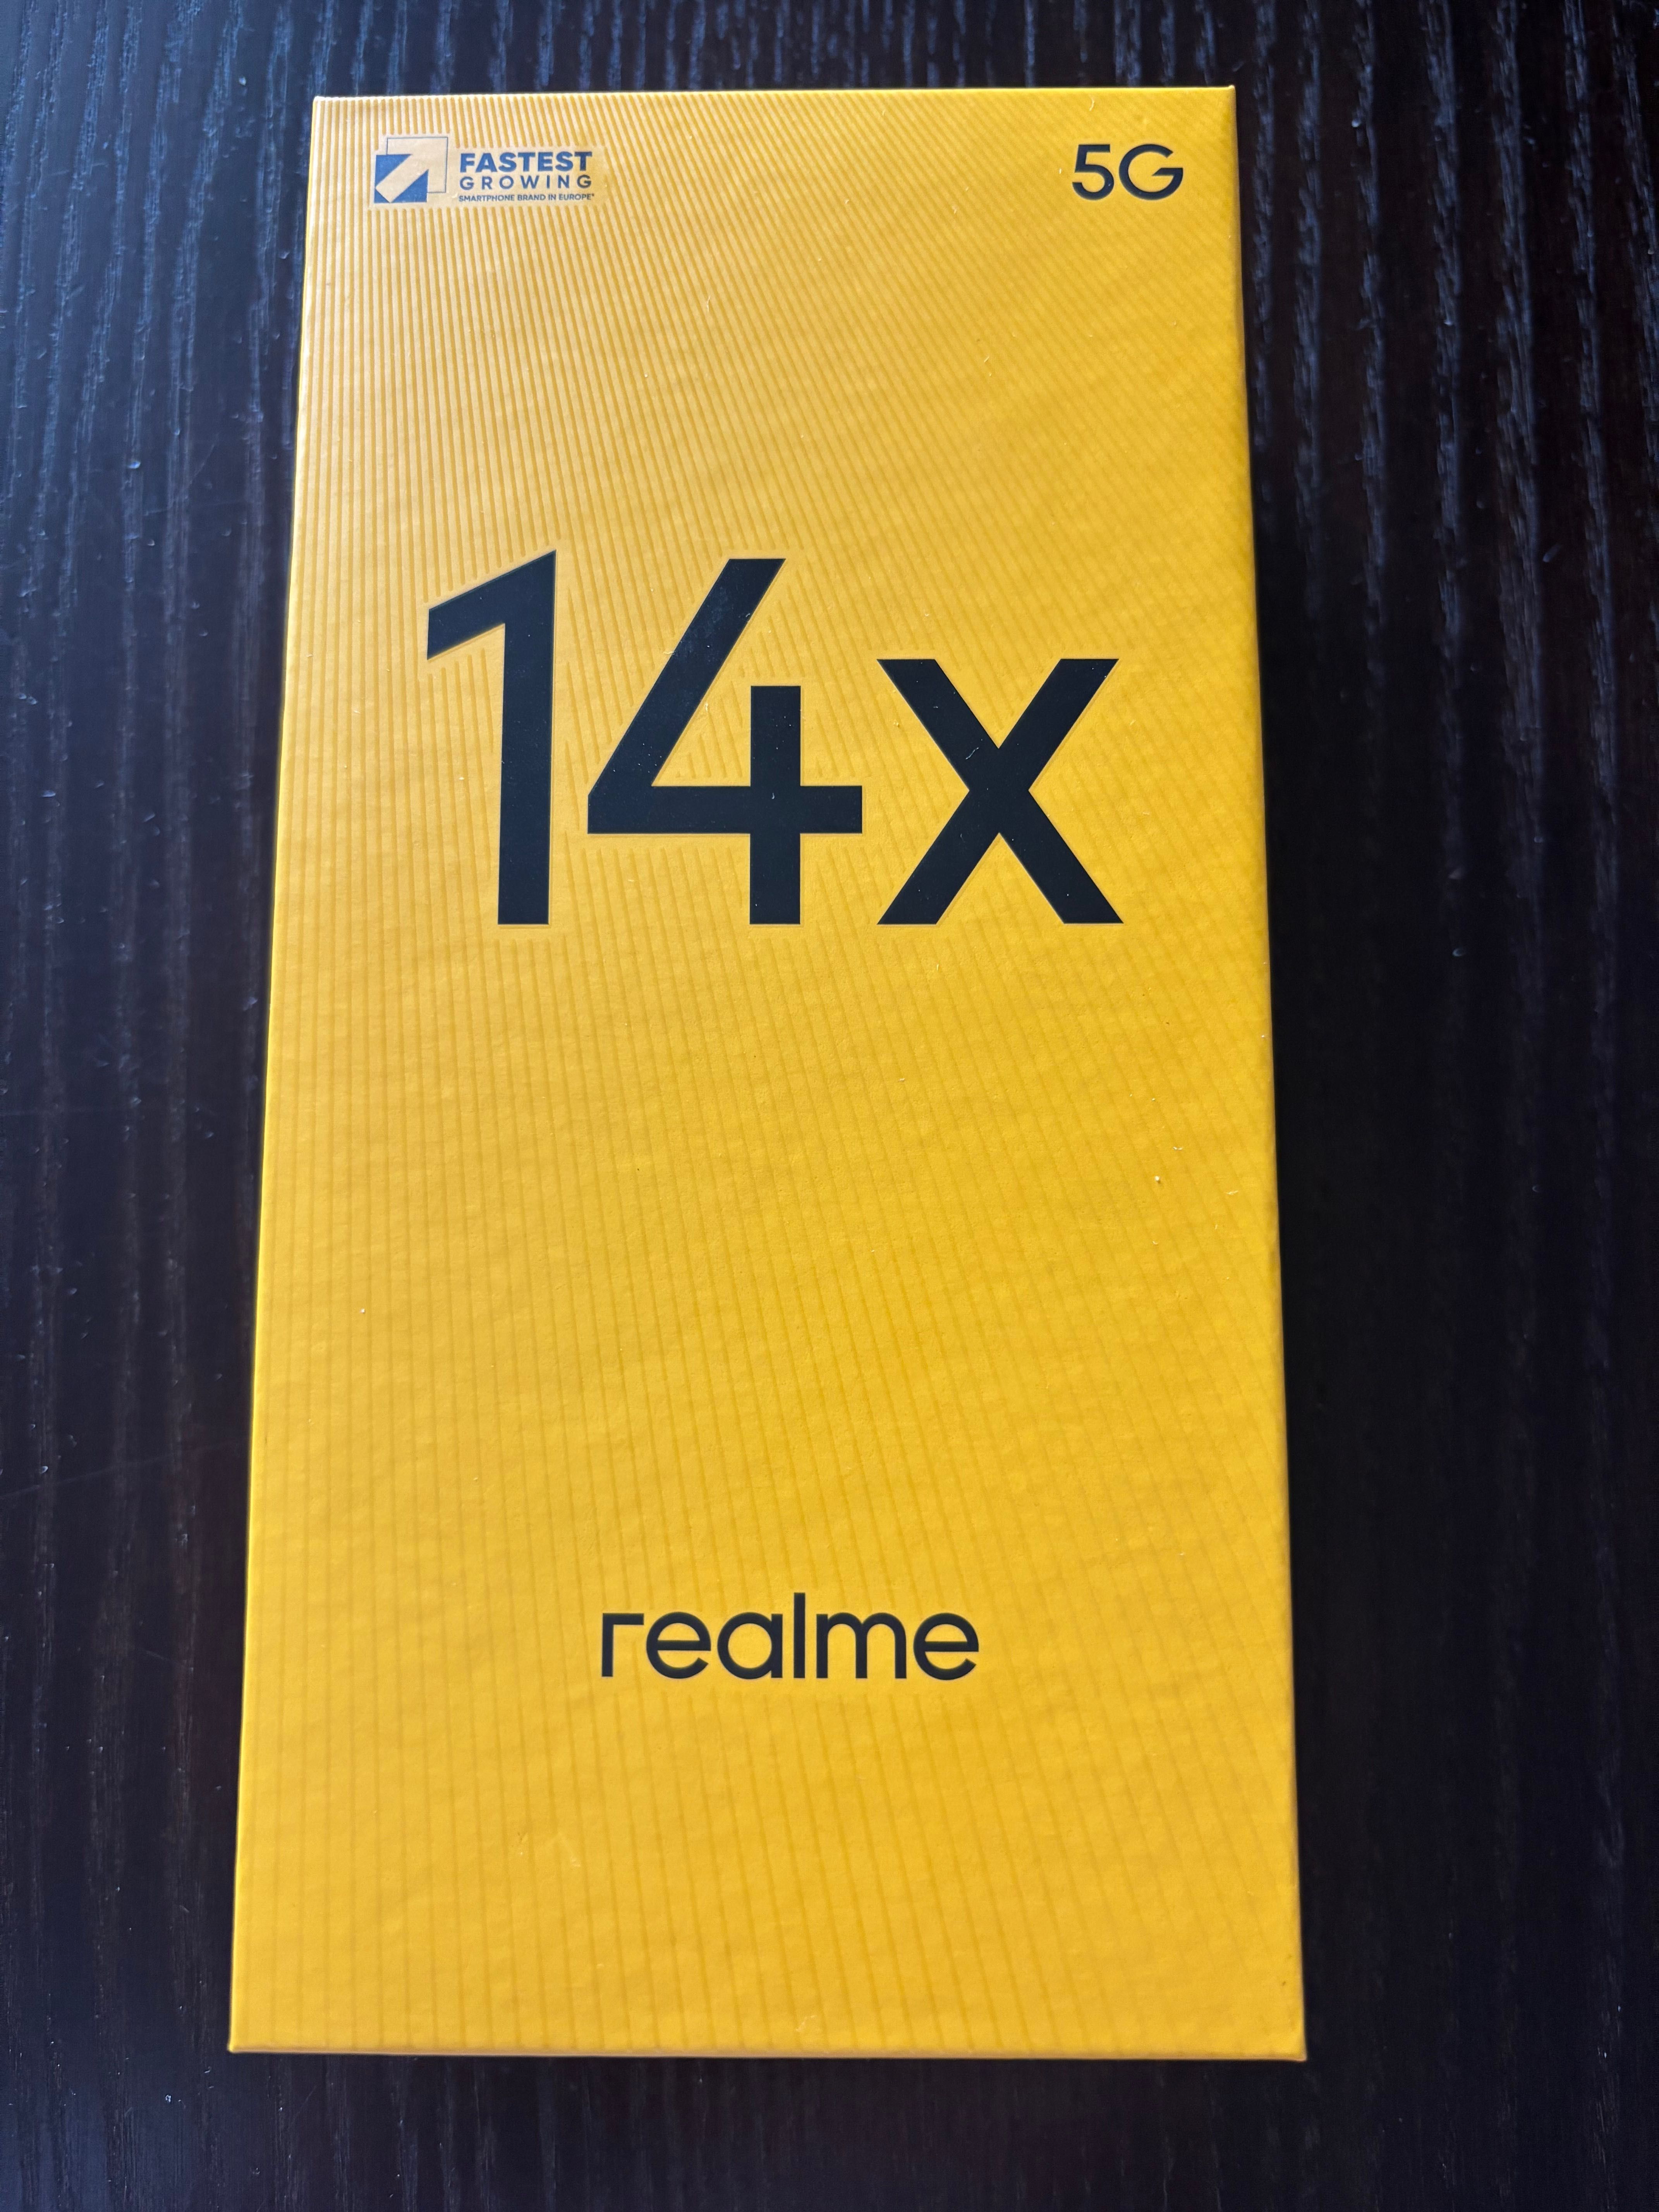 FASTEST
GROWING
SMARTPHONE BRAND IN EUROPE*
5G
14x
realme